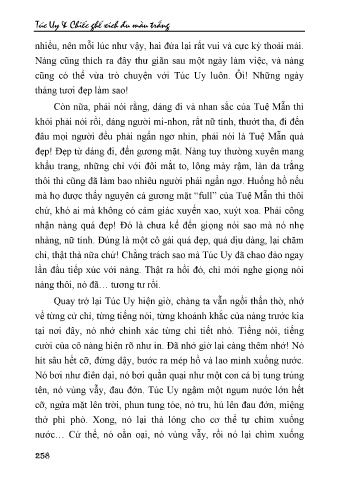 Túc Uy & Chiếc ghế xích đu màu trắng
nhiều, nên mỗi lúc như vậy, hai đứa lại rất vui và cực kỳ thoải mái.
Nàng cũng thích ra đây thư giãn sau một ngày làm việc, và nàng
cũng có thể vừa trò chuyện với Túc Uy luôn. Ôi! Những ngày
tháng tươi đẹp làm sao!
Còn nữa, phải nói rằng, dáng đi và nhan sắc của Tuệ Mẫn thì
khỏi phải nói rồi, dáng người mi-nhon, rất nữ tính, thướt tha, đi đến
đâu mọi người đều phải ngẩn ngơ nhìn, phải nói là Tuệ Mẫn quá
đẹp! Đẹp từ dáng đi, đến gương mặt. Nàng tuy thường xuyên mang
khẩu trang, nhưng chỉ với đôi mắt to, lông mày rậm, làn da trắng
thôi thì cũng đã làm bao nhiêu người phải ngẩn ngơ. Huống hồ nếu
mà họ được thấy nguyên cả gương mặt “full” của Tuệ Mẫn thì thôi
chứ, khó ai mà không có cảm giác xuyến xao, xuýt xoa. Phải công
nhận nàng quá đẹp! Đó là chưa kể đến giọng nói sao mà nó nhẹ
nhàng, nữ tính. Đúng là một cô gái quá đẹp, quá dịu dàng, lại chăm
chỉ, thật thà nữa chứ! Chẳng trách sao mà Túc Uy đã chao đảo ngay
lần đầu tiếp xúc với nàng. Thật ra hồi đó, chỉ mới nghe giọng nói
nàng thôi, nó đã… tương tư rồi.
Quay trở lại Túc Uy hiện giờ, chàng ta vẫn ngồi thẫn thờ, nhớ
về từng cử chỉ, từng tiếng nói, từng khoảnh khắc của nàng trước kia
tại nơi đây, nó nhớ chính xác từng chi tiết nhỏ. Tiếng nói, tiếng
cười của cô nàng hiện rõ như in. Đã nhớ giờ lại càng thêm nhớ! Nó
hít sâu hết cỡ, đứng dậy, bước ra mép hồ và lao mình xuống nước.
Nó bơi như điên dại, nó bơi quằn quại như một con cá bị tung trúng
tên, nó vùng vẫy, đau đớn. Túc Uy ngậm một ngụm nước lớn hết
cỡ, ngửa mặt lên trời, phun tung tóe, nó tru, hú lên đau đớn, miệng
thở phì phò. Xong, nó lại thả lỏng cho cơ thể tự chìm xuống
nước… Cứ thế, nó oằn oại, nó vùng vẫy, rồi nó lại chìm xuống
258